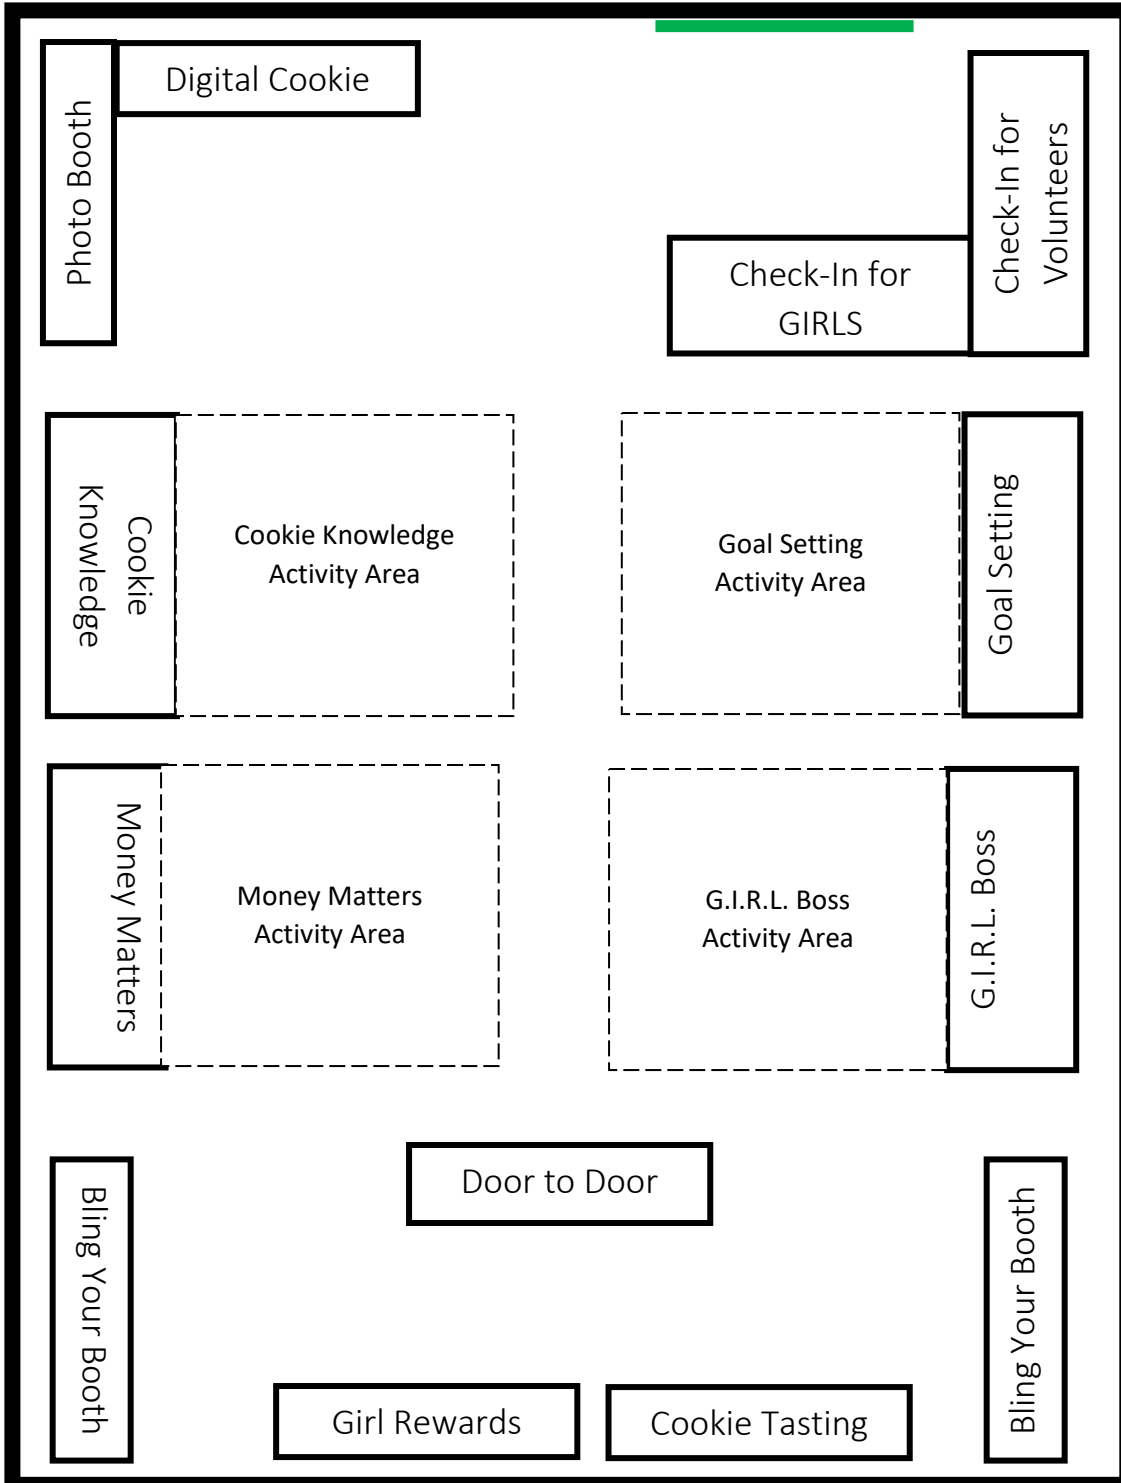 Digital Cookie
Photo Booth
Check-In for
Volunteers
Check-In for
GIRLS
Cookie
Knowledge
Cookie Knowledge
Activity Area
Goal Setting
Activity Area
Goal Setting
Money Matters
Money Matters
Activity Area
G.I.R.L. Boss
Activity Area
G.I.R.L. Boss
Door to Door
Bling Your Booth
Bling Your Booth
Girl Rewards
Cookie Tasting